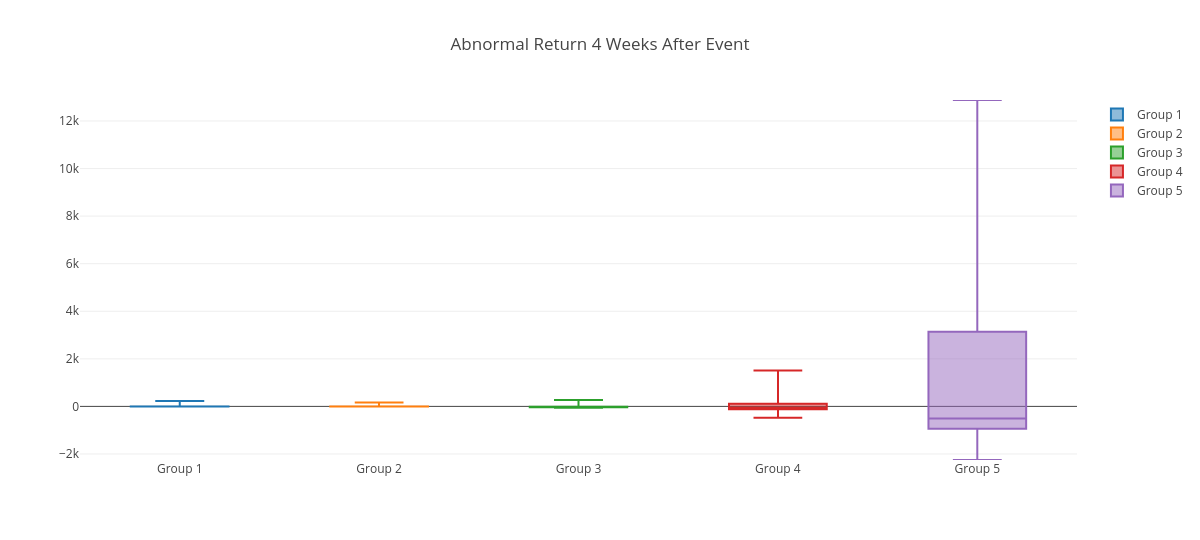 Abnormal Return 4 Weeks After Event
12k
10k
8k
6k
4k
2k
0
−2k
Group 1
Group 2
Group 3
Group 4
Group 5
Group 1
Group 2
Group 3
Group 4
Group 5